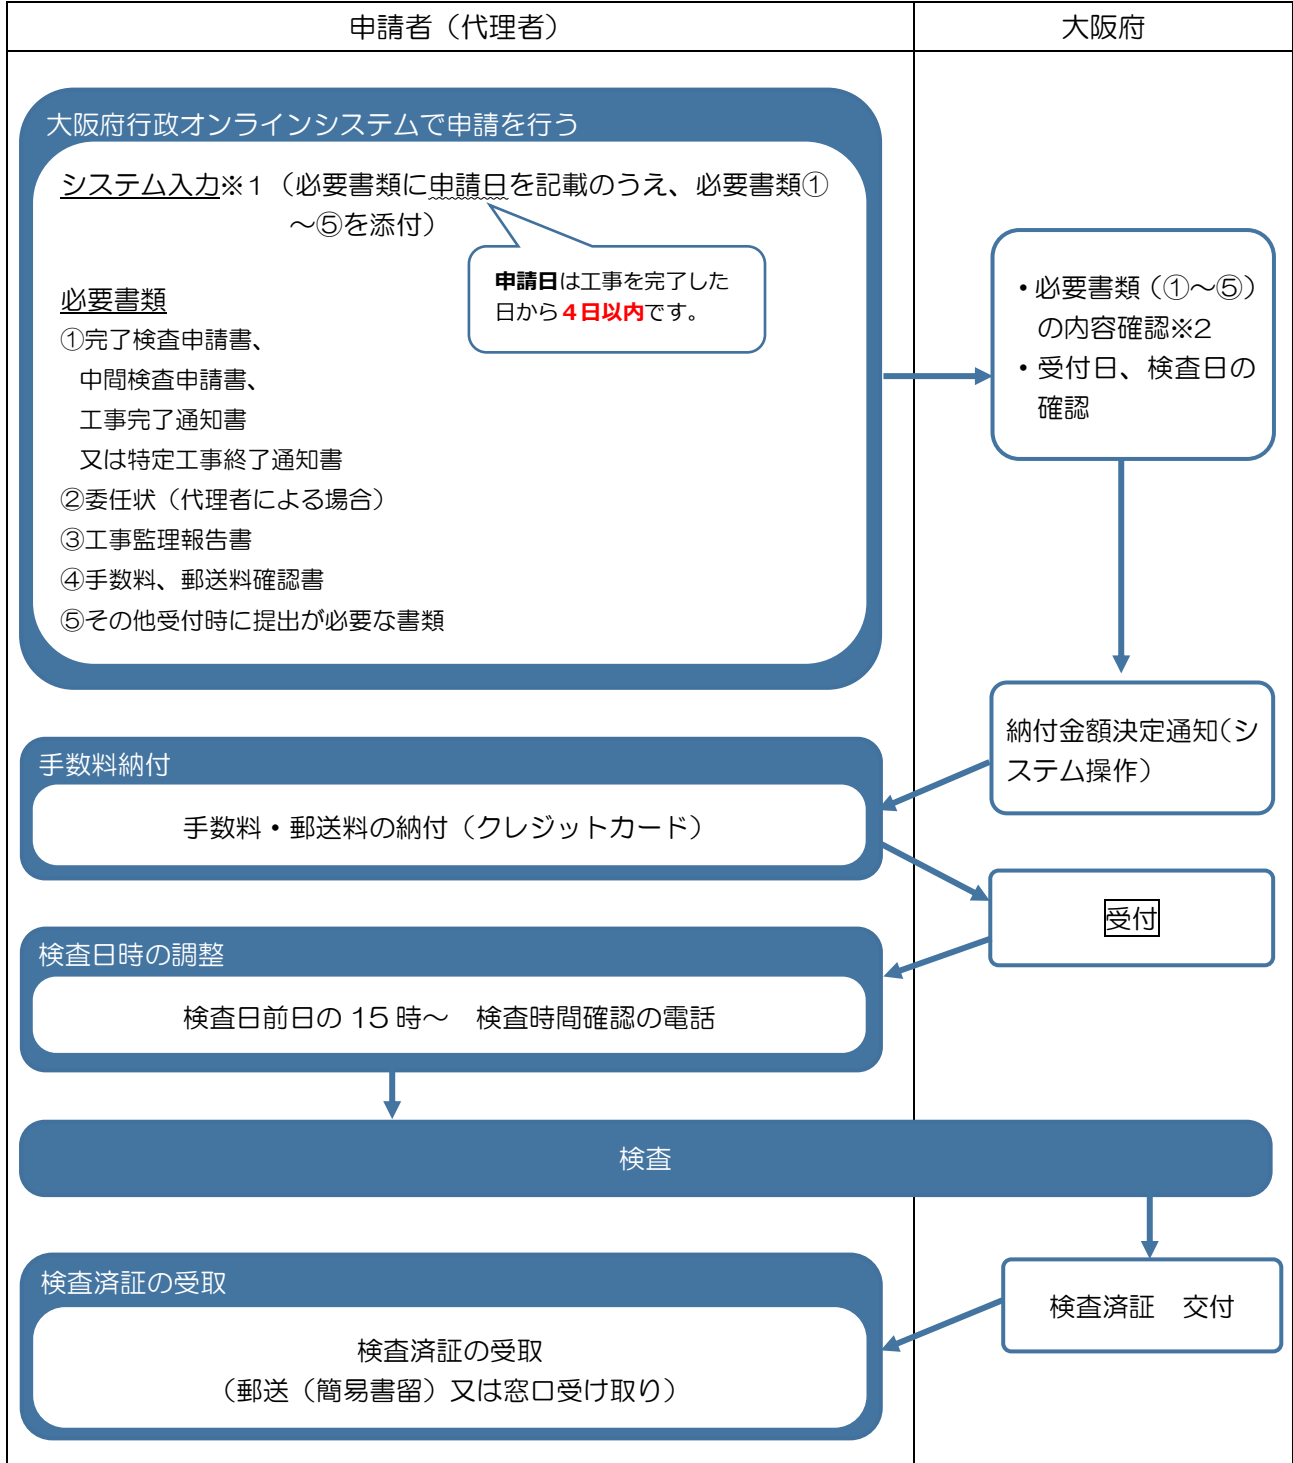 申請者（代理者）
大阪府
大阪府行政オンラインシステムで申請を行う
システム入力※1（必要書類に申請日を記載のうえ、必要書類①
～⑤を添付）
申請日は工事を完了した
日から４日以内です。
必要書類
①完了検査申請書、
中間検査申請書、
工事完了通知書
又は特定工事終了通知書
②委任状（代理者による場合）
③工事監理報告書
④手数料、郵送料確認書
⑤その他受付時に提出が必要な書類
・必要書類（①～⑤）
の内容確認※2
・受付日、検査日の
確認
納付金額決定通知（シ
ステム操作）
手数料納付
手数料・郵送料の納付（クレジットカード）
受付
検査日時の調整
検査日前日の 15 時～　検査時間確認の電話
検査
検査済証　交付
検査済証の受取
検査済証の受取
（郵送（簡易書留）又は窓口受け取り）